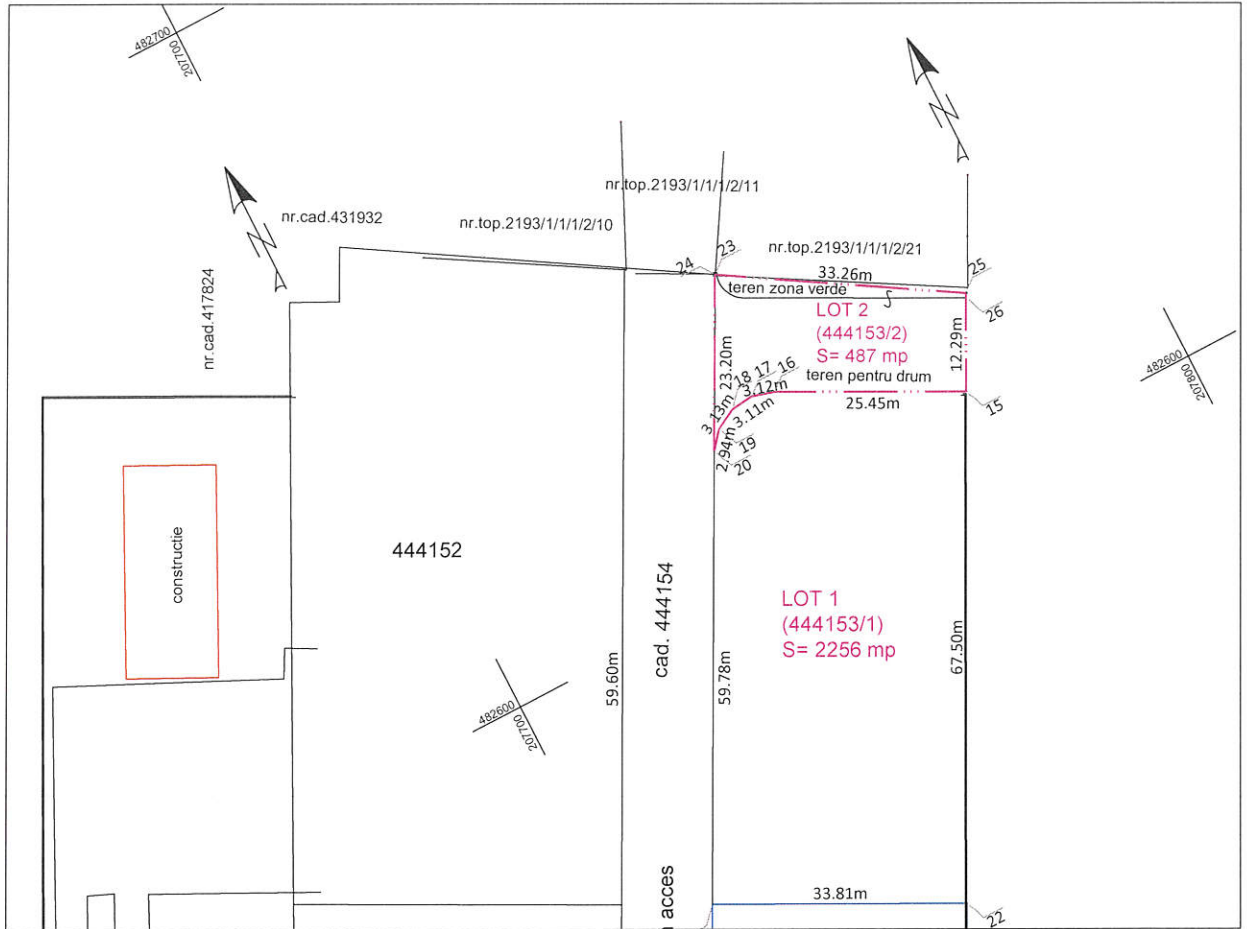 482700
207700
nr.cad.431932
nr.top.2193/1/1/1/2/10
nr.top.2193/1/1/1/2/11
nr.top.2193/1/1/1/2/21
nr.cad.417824
24
23
33.26m
25
26
teren zona verde
LOT 2
(444153/2)
S= 487 mp
teren pentru drum
12.29m
23.20m
482600
207800
18 17 16
3.12m
3.13m
3.11m
25.45m
15
2.94m
19
20
constructie
444152
cad. 444154
LOT 1
(444153/1)
S= 2256 mp
59.60m
59.78m
67.50m
482600
207700
acces
33.81m
22